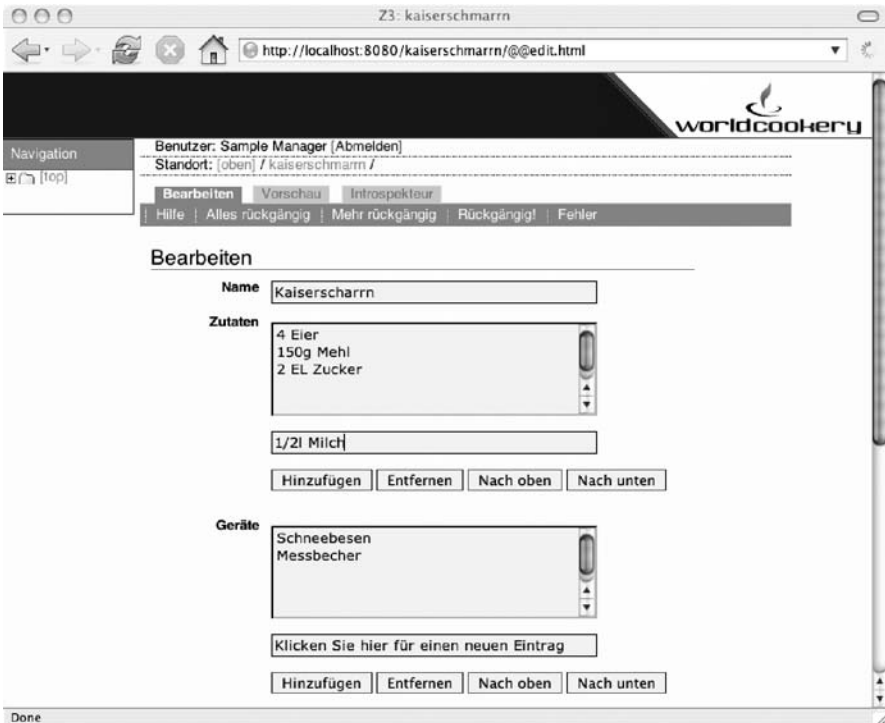 Z3: kaiserschmarrn
http://localhost:8080/kaiserschmarrn/@@edit.html
worldcookery
Navigation
[top]
Benutzer: Sample Manager [Abmelden]
Standort: [oben] / kaiserschmarrn /
Bearbeiten Vorschau Introspekteur
Hilfe Alles rückgängig Mehr rückgängig Rückgängig! Fehler
Bearbeiten
Name Kaiserscharrn
Zutaten
4 Eier
150g Mehl
2 EL Zucker
1/2l Milch
Hinzufügen Entfernen Nach oben Nach unten
Geräte
Schneebesen
Messbecher
Klicken Sie hier für einen neuen Eintrag
Hinzufügen Entfernen Nach oben Nach unten
Done